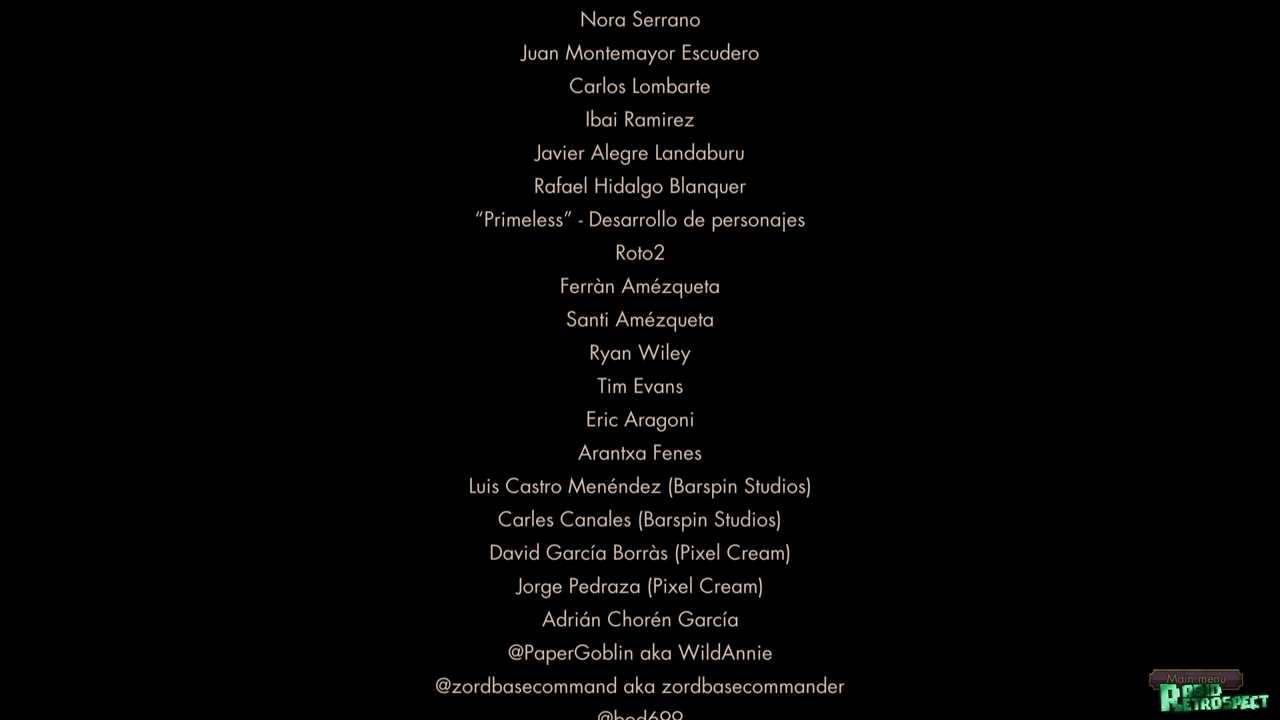 Nora Serrano
Juan Montemayor Escudero
Carlos Lombarte
Ibai Ramirez
Javier Alegre Landaburu
Rafael Hidalgo Blanquer
“Primeless” - Desarrollo de personajes
Roto2
Ferràn Amézqueta
Santi Amézqueta
Ryan Wiley
Tim Evans
Eric Aragoni
Arantxa Fenes
Luis Castro Menéndez (Barspin Studios)
Carles Canales (Barspin Studios)
David García Borràs (Pixel Cream)
Jorge Pedraza (Pixel Cream)
Adrián Chorén García
@PaperGoblin aka WildAnnie
@zordbasecommand aka zordbasecommander
Main menu